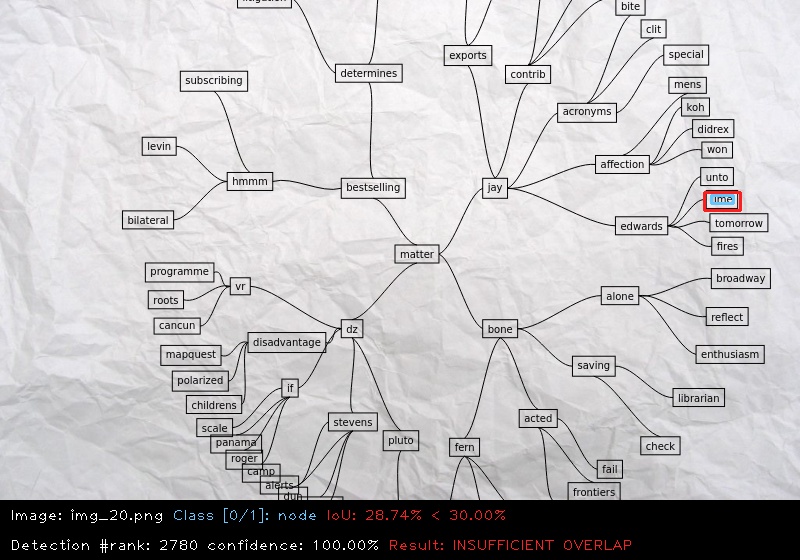 bite
clit
exports
special
determines
contrib
subscribing
mens
koh
acronyms
didrex
levin
won
affection
unto
hmmm
bestselling
jay
ime
bilateral
edwards
tomorrow
fires
matter
programme
broadway
vr
alone
roots
reflect
cancun
dz
bone
disadvantage
mapquest
enthusiasm
saving
polarized
if
librarian
childrens
scale
stevens
acted
panama
pluto
fern
check
roger
camp
fail
alerts
frontiers
Image: img_20.png Class [0/1]: node IoU: 28.74% < 30.00%
Detection #rank: 2780 confidence: 100.00% Result: INSUFFICIENT OVERLAP